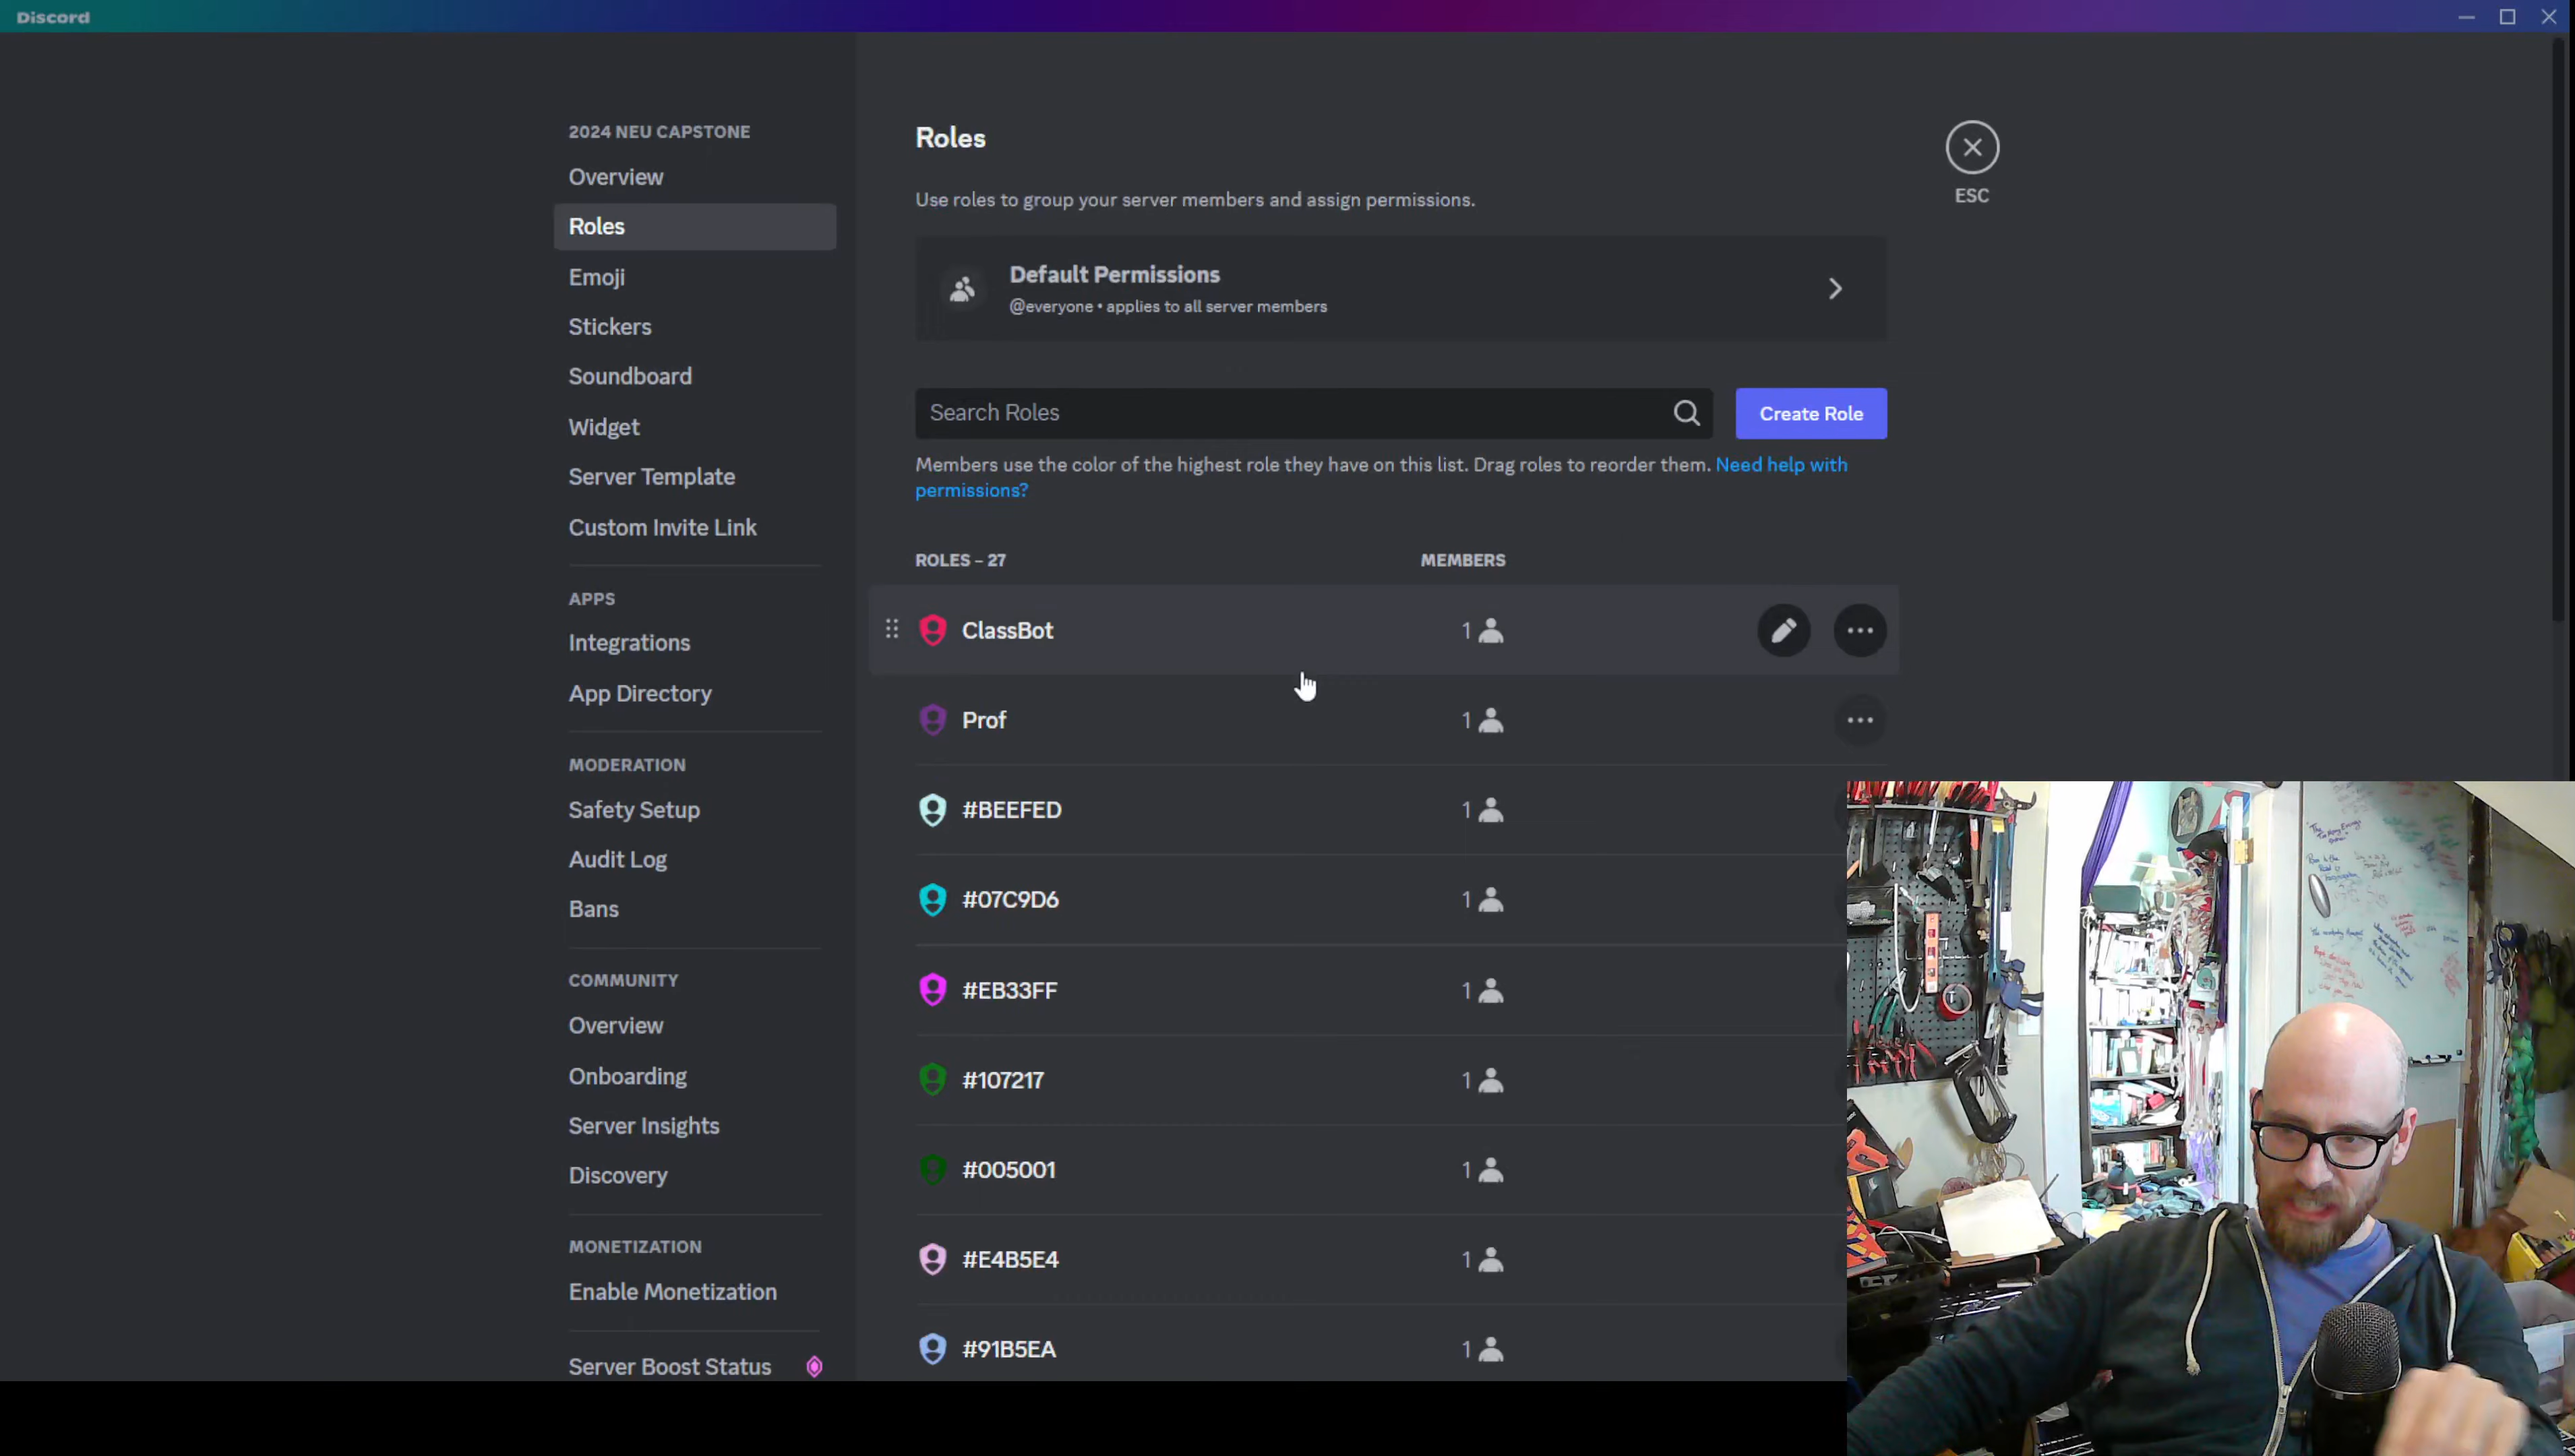 Discord
2024 NEU CAPSTONE
Overview
Roles
Emoji
Stickers
Soundboard
Widget
Server Template
Custom Invite Link
APPS
Integrations
App Directory
MODERATION
Safety Setup
Audit Log
Bans
COMMUNITY
Overview
Onboarding
Server Insights
Discovery
MONETIZATION
Enable Monetization
Server Boost Status
Roles
ESC
Use roles to group your server members and assign permissions.
Default Permissions
@everyone • applies to all server members
Search Roles
Create Role
Members use the color of the highest role they have on this list. Drag roles to reorder them. Need help with
permissions?
ROLES – 27 MEMBERS
ClassBot 1
Prof 1
#BEEFED 1
#07C9D6 1
#EB33FF 1
#107217 1
#005001 1
#E4B5E4 1
#91B5EA 1